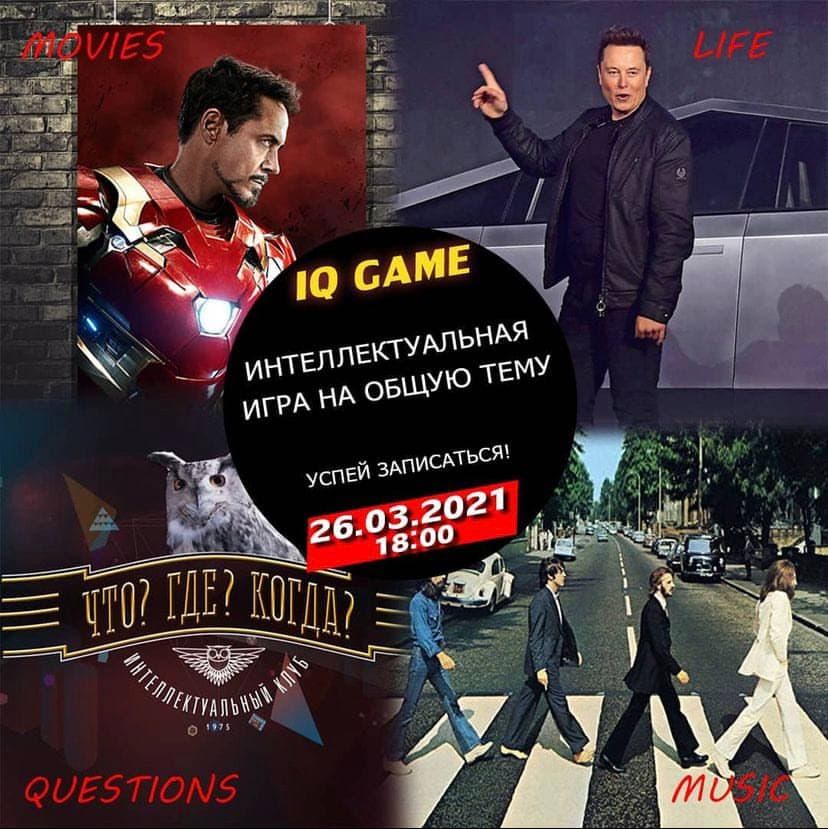 MOVIES
LIFE
IQ GAME
ИНТЕЛЛЕКТУАЛЬНАЯ
ИГРА НА ОБЩУЮ ТЕМУ
УСПЕЙ ЗАПИСАТЬСЯ!
26.03.2021
18:00
ЧТО? ГДЕ? КОГДА?
ИНТЕЛЛЕКТУАЛЬНЫЙ КЛУБ
1975
QUESTIONS
MUSIC